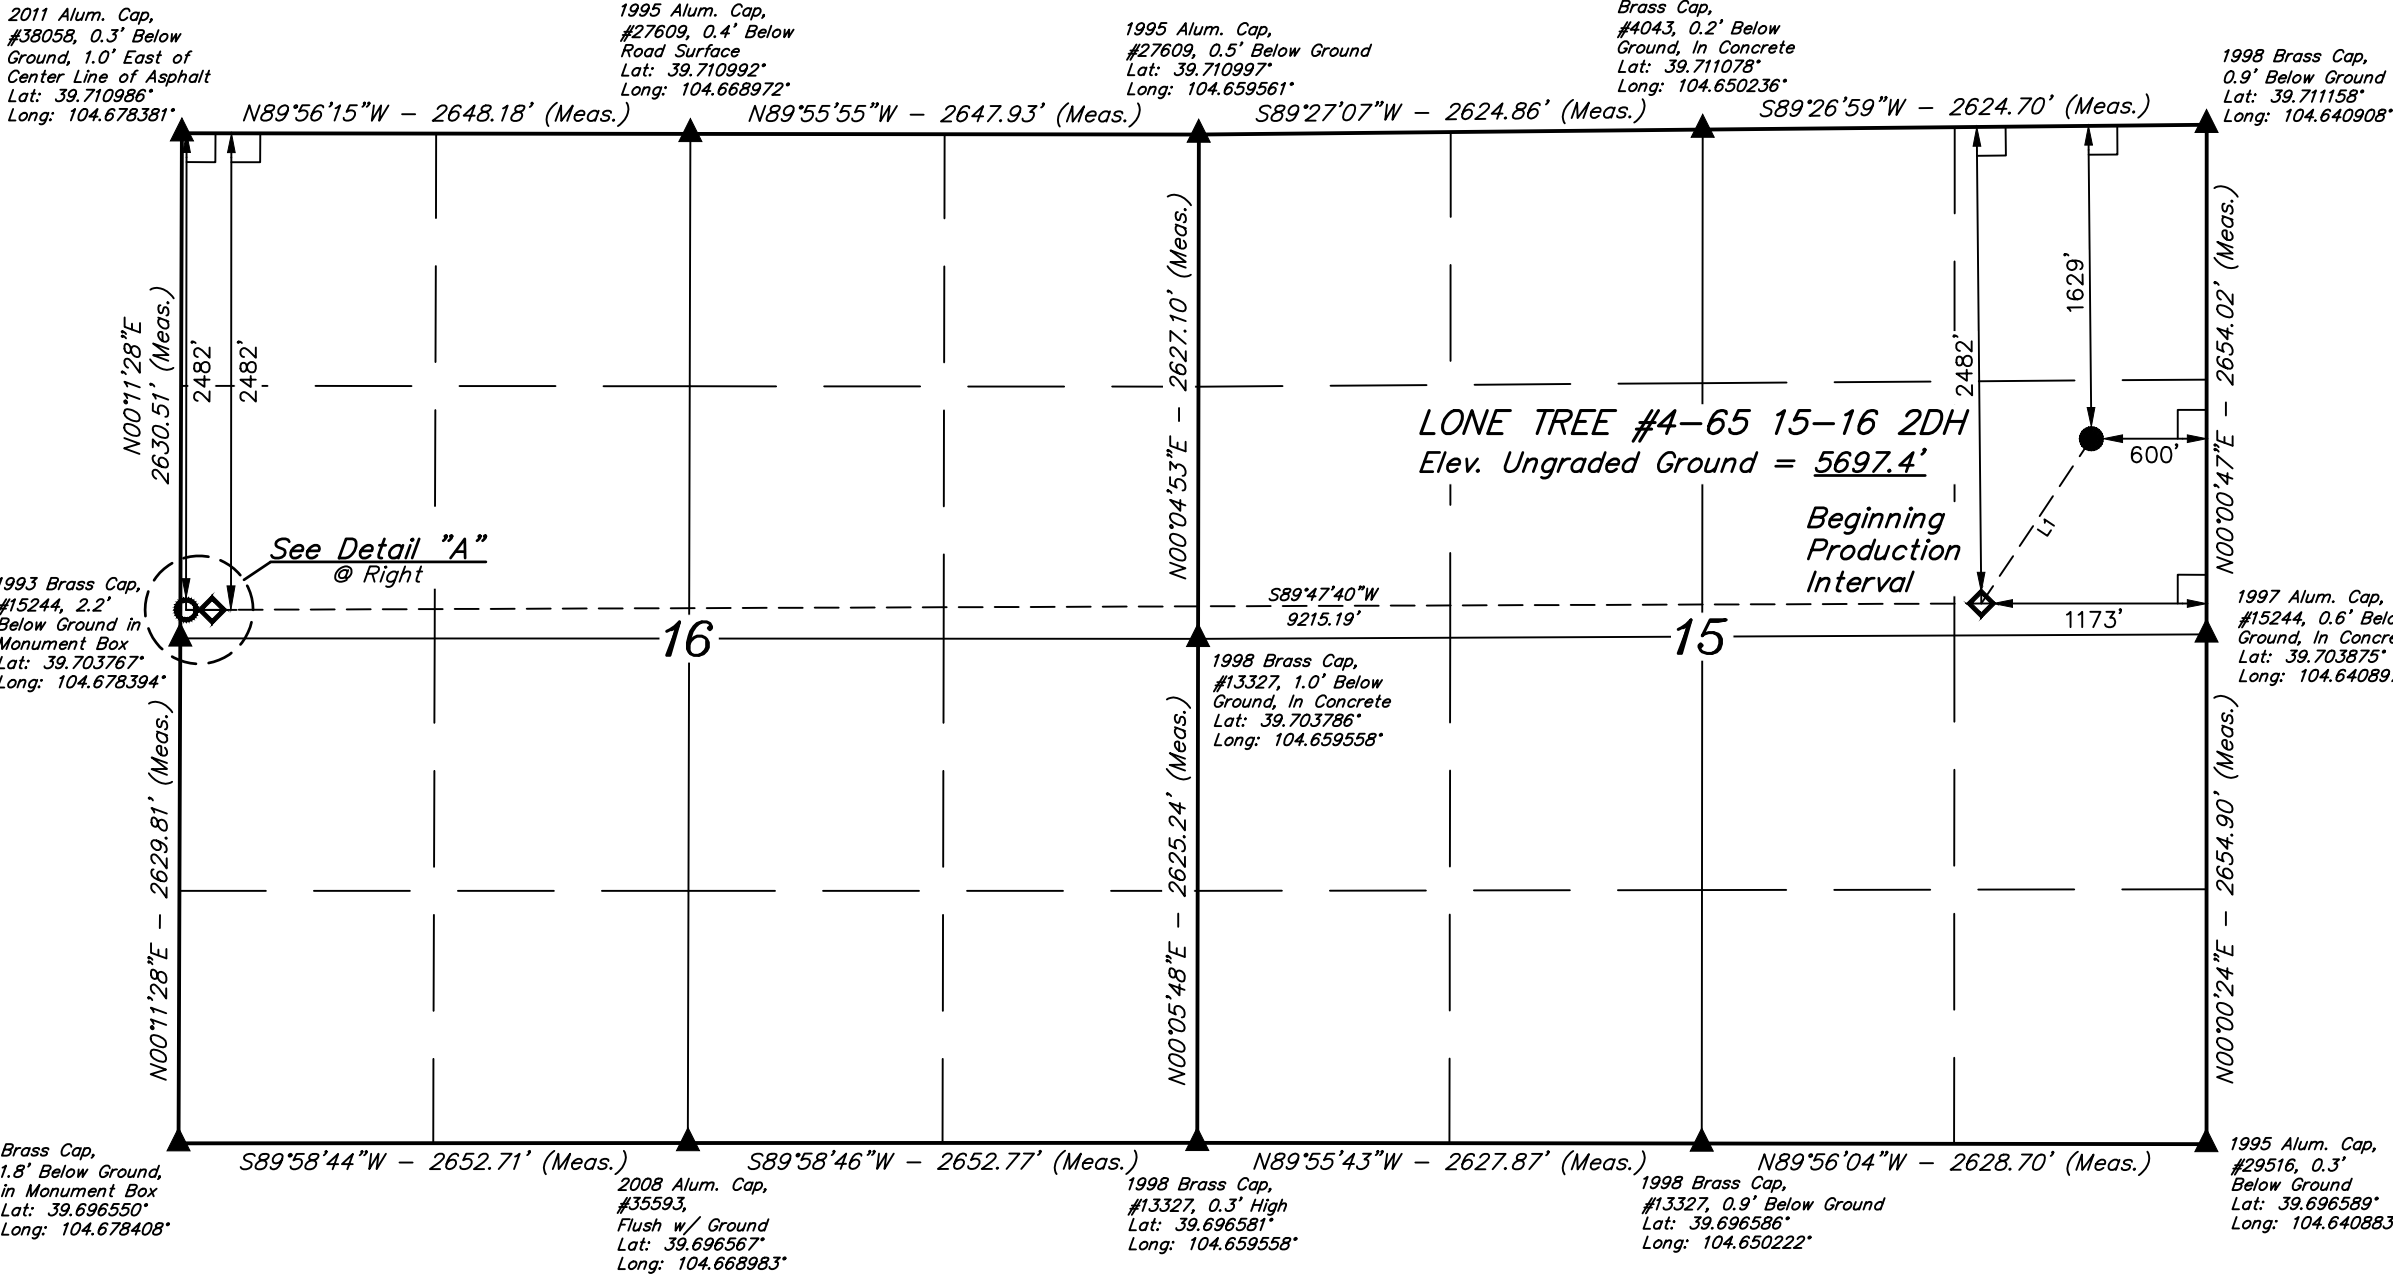 2011 Alum. Cap,
#38058, 0.3' Below
Ground, 1.0' East of
Center Line of Asphalt
Lat: 39.710986°
Long: 104.678381°
1995 Alum. Cap,
#27609, 0.4' Below
Road Surface
Lat: 39.710992°
Long: 104.668972°
1995 Alum. Cap,
#27609, 0.5' Below Ground
Lat: 39.710997°
Long: 104.659561°
Brass Cap,
#4043, 0.2' Below
Ground, In Concrete
Lat: 39.711078°
Long: 104.650236°
1998 Brass Cap,
0.9' Below Ground
Lat: 39.711158°
Long: 104.640908°
N89°56'15"W - 2648.18' (Meas.)
N89°55'55"W - 2647.93' (Meas.)
S89°27'07"W - 2624.86' (Meas.)
S89°26'59"W - 2624.70' (Meas.)
N00°11'28"E
2630.51' (Meas.)
2482'
2482'
N00°04'53"E - 2627.10' (Meas.)
2482'
1629'
600'
N00°00'47"E - 2654.02' (Meas.)
LONE TREE #4-65 15-16 2DH
Elev. Ungraded Ground = 5697.4'
Beginning
Production
Interval
L1
See Detail "A"
@ Right
1993 Brass Cap,
#15244, 2.2'
Below Ground in
Monument Box
Lat: 39.703767°
Long: 104.678394°
S89°47'40"W
9215.19'
1173'
16
15
1997 Alum. Cap,
#15244, 0.6'
Ground, In
Lat: 39.703875°
Long: 104.64089
1998 Brass Cap,
#13327, 1.0' Below
Ground, In Concrete
Lat: 39.703786°
Long: 104.659558°
N00°11'28"E - 2629.81' (Meas.)
N00°05'48"E - 2625.24' (Meas.)
N00°00'24"E - 2654.90' (Meas.)
Brass Cap,
1.8' Below Ground,
in Monument Box
Lat: 39.696550°
Long: 104.678408°
S89°58'44"W - 2652.71' (Meas.)
S89°58'46"W - 2652.77' (Meas.)
N89°55'43"W - 2627.87' (Meas.)
N89°56'04"W - 2628.70' (Meas.)
2008 Alum. Cap,
#35593,
Flush w/ Ground
Lat: 39.696567°
Long: 104.668983°
1998 Brass Cap,
#13327, 0.3' High
Lat: 39.696581°
Long: 104.659558°
1998 Brass Cap,
#13327, 0.9' Below Ground
Lat: 39.696586°
Long: 104.650222°
1995 Alum. Cap,
#29516, 0.3'
Below Ground
Lat: 39.696589°
Long: 104.640883